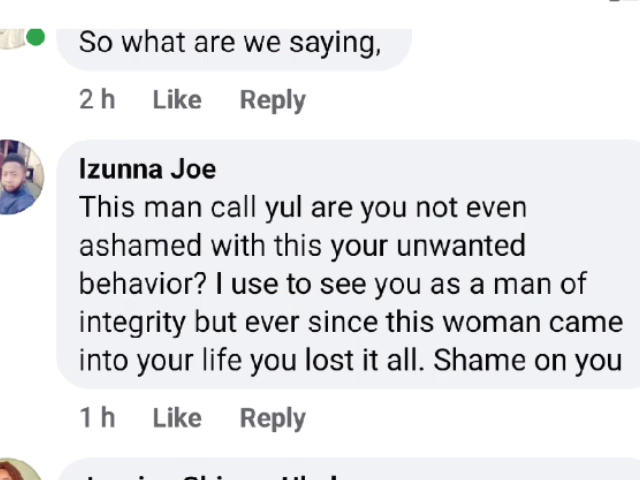 So what are we saying,
2 h Like Reply
Izunna Joe
This man call yul are you not even
ashamed with this your unwanted
behavior? I use to see you as a man of
integrity but ever since this woman came
into your life you lost it all. Shame on you
1 h Like Reply